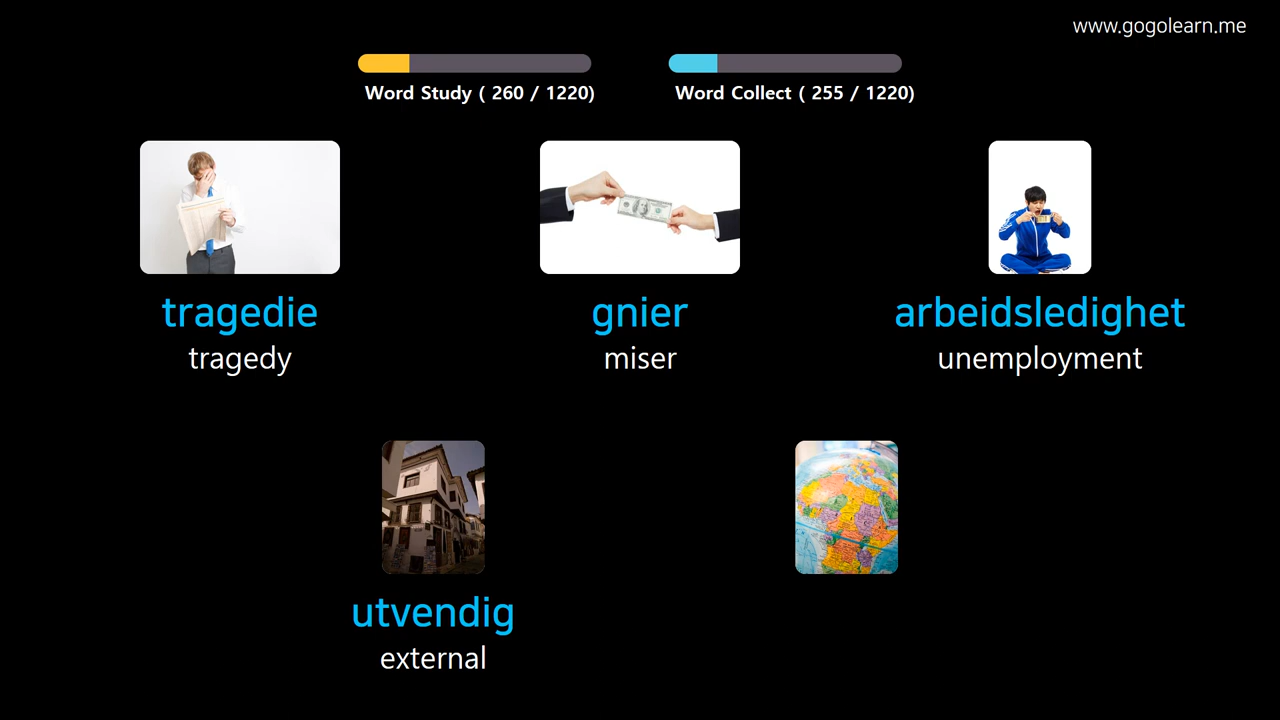 www.gogolearn.me
Word Study ( 260 / 1220)
Word Collect ( 255 / 1220)
tragedie
tragedy
gnier
miser
arbeidsledighet
unemployment
utvendig
external